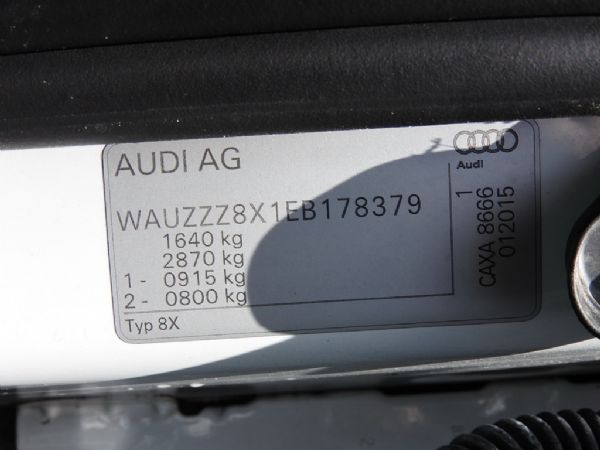 AUDI AG
Audi
WAUZZZ8X1EB178379
1640 kg
2870 kg
1 - 0915 kg
2 - 0800 kg
Typ 8X
1
CAXA 8666
012015